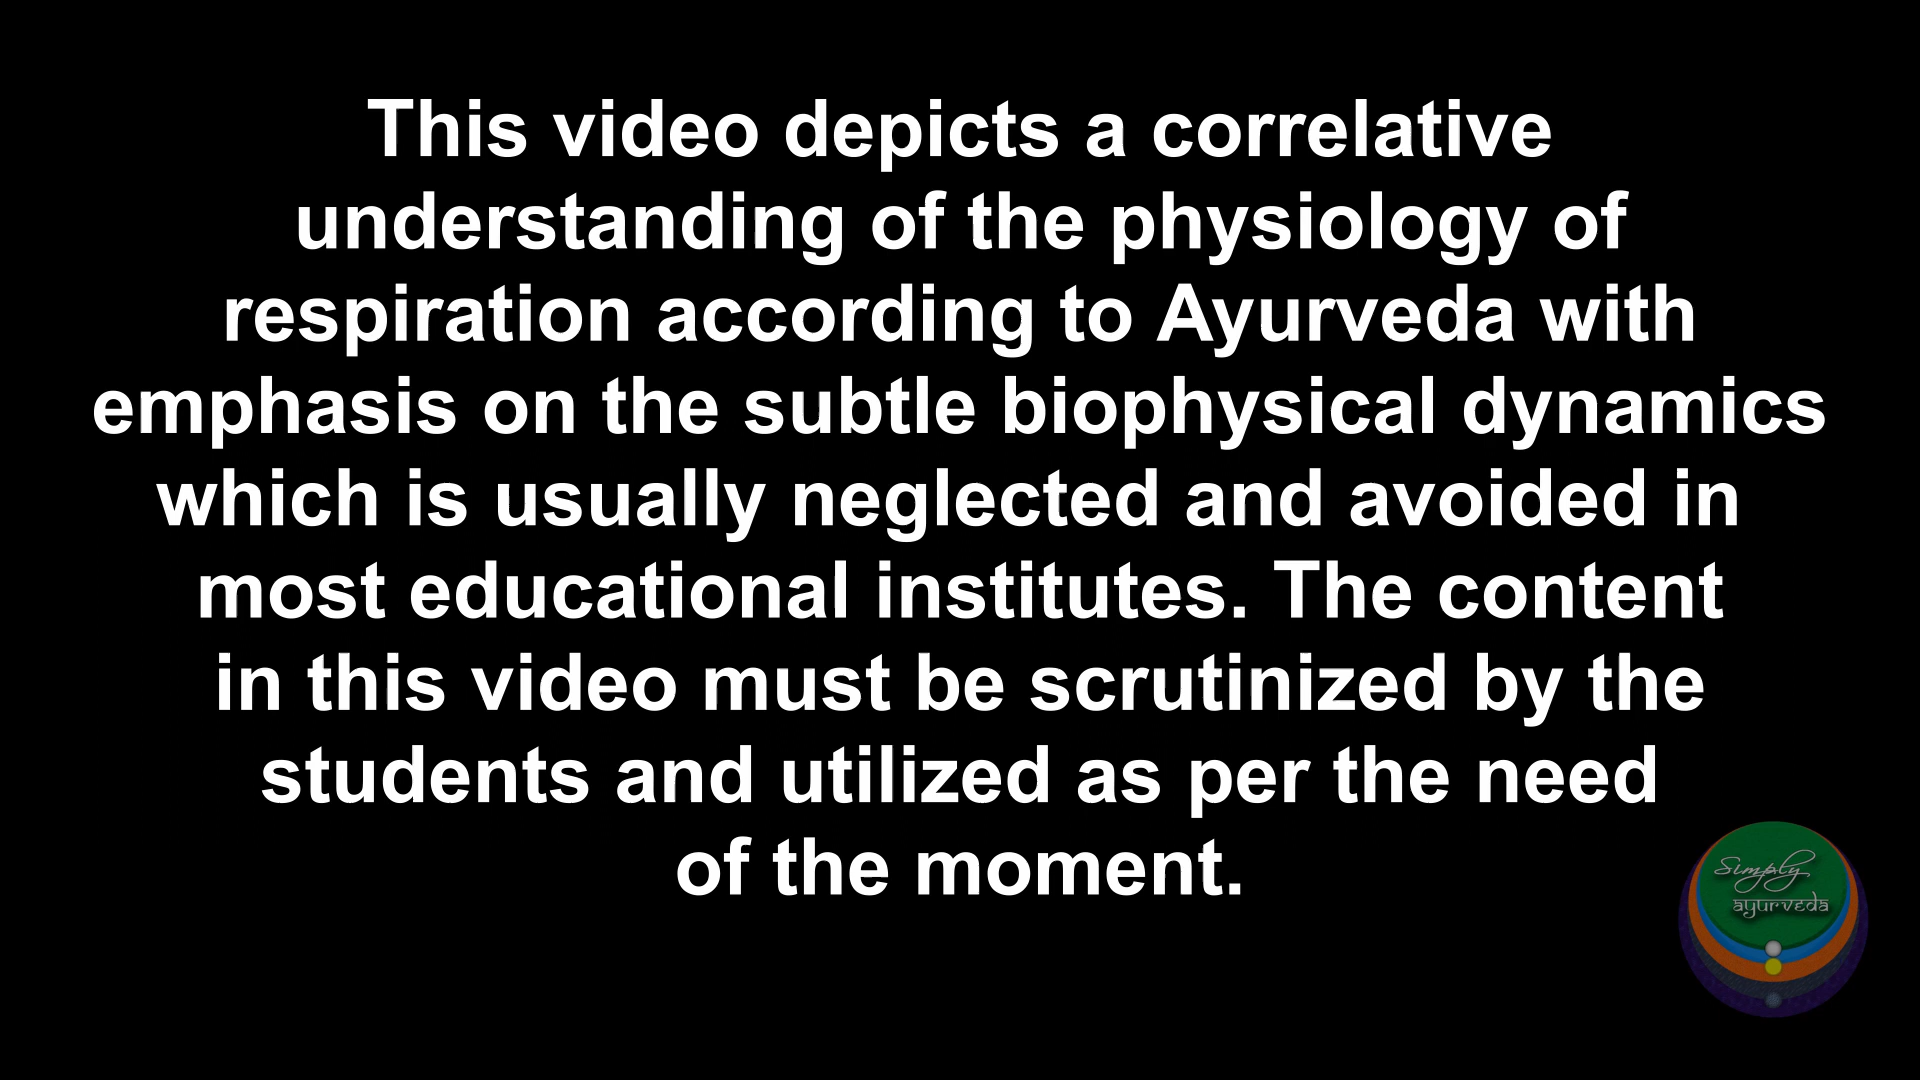 This video depicts a correlative
understanding of the physiology of
respiration according to Ayurveda with
emphasis on the subtle biophysical dynamics
which is usually neglected and avoided in
most educational institutes. The content
in this video must be scrutinized by the
students and utilized as per the need
of the moment.
Simply
ayurveda